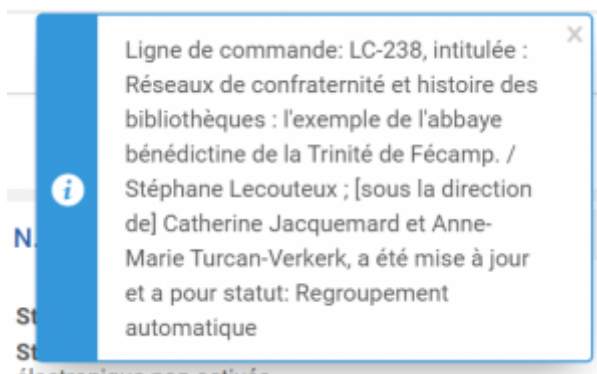 Ligne de commande: LC-238, intitulée :
Réseaux de confraternité et histoire des
bibliothèques : l'exemple de l'abbaye
bénédictine de la Trinité de Fécamp. /
Stéphane Lecouteux ; [sous la direction
de] Catherine Jacquemard et Anne-
Marie Turcan-Verkerk, a été mise à jour
et a pour statut: Regroupement
automatique
N.
St
St